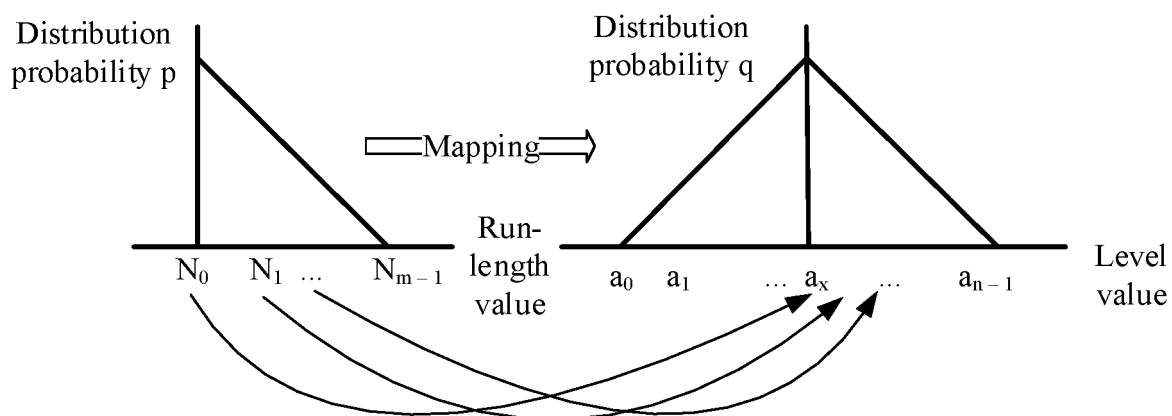 Distribution
probability p
Distribution
probability q
Mapping
Run-
length
value
Level
value
N₀ N₁ ... Nₘ₋₁
a₀ a₁ ... aₓ ... aₙ₋₁